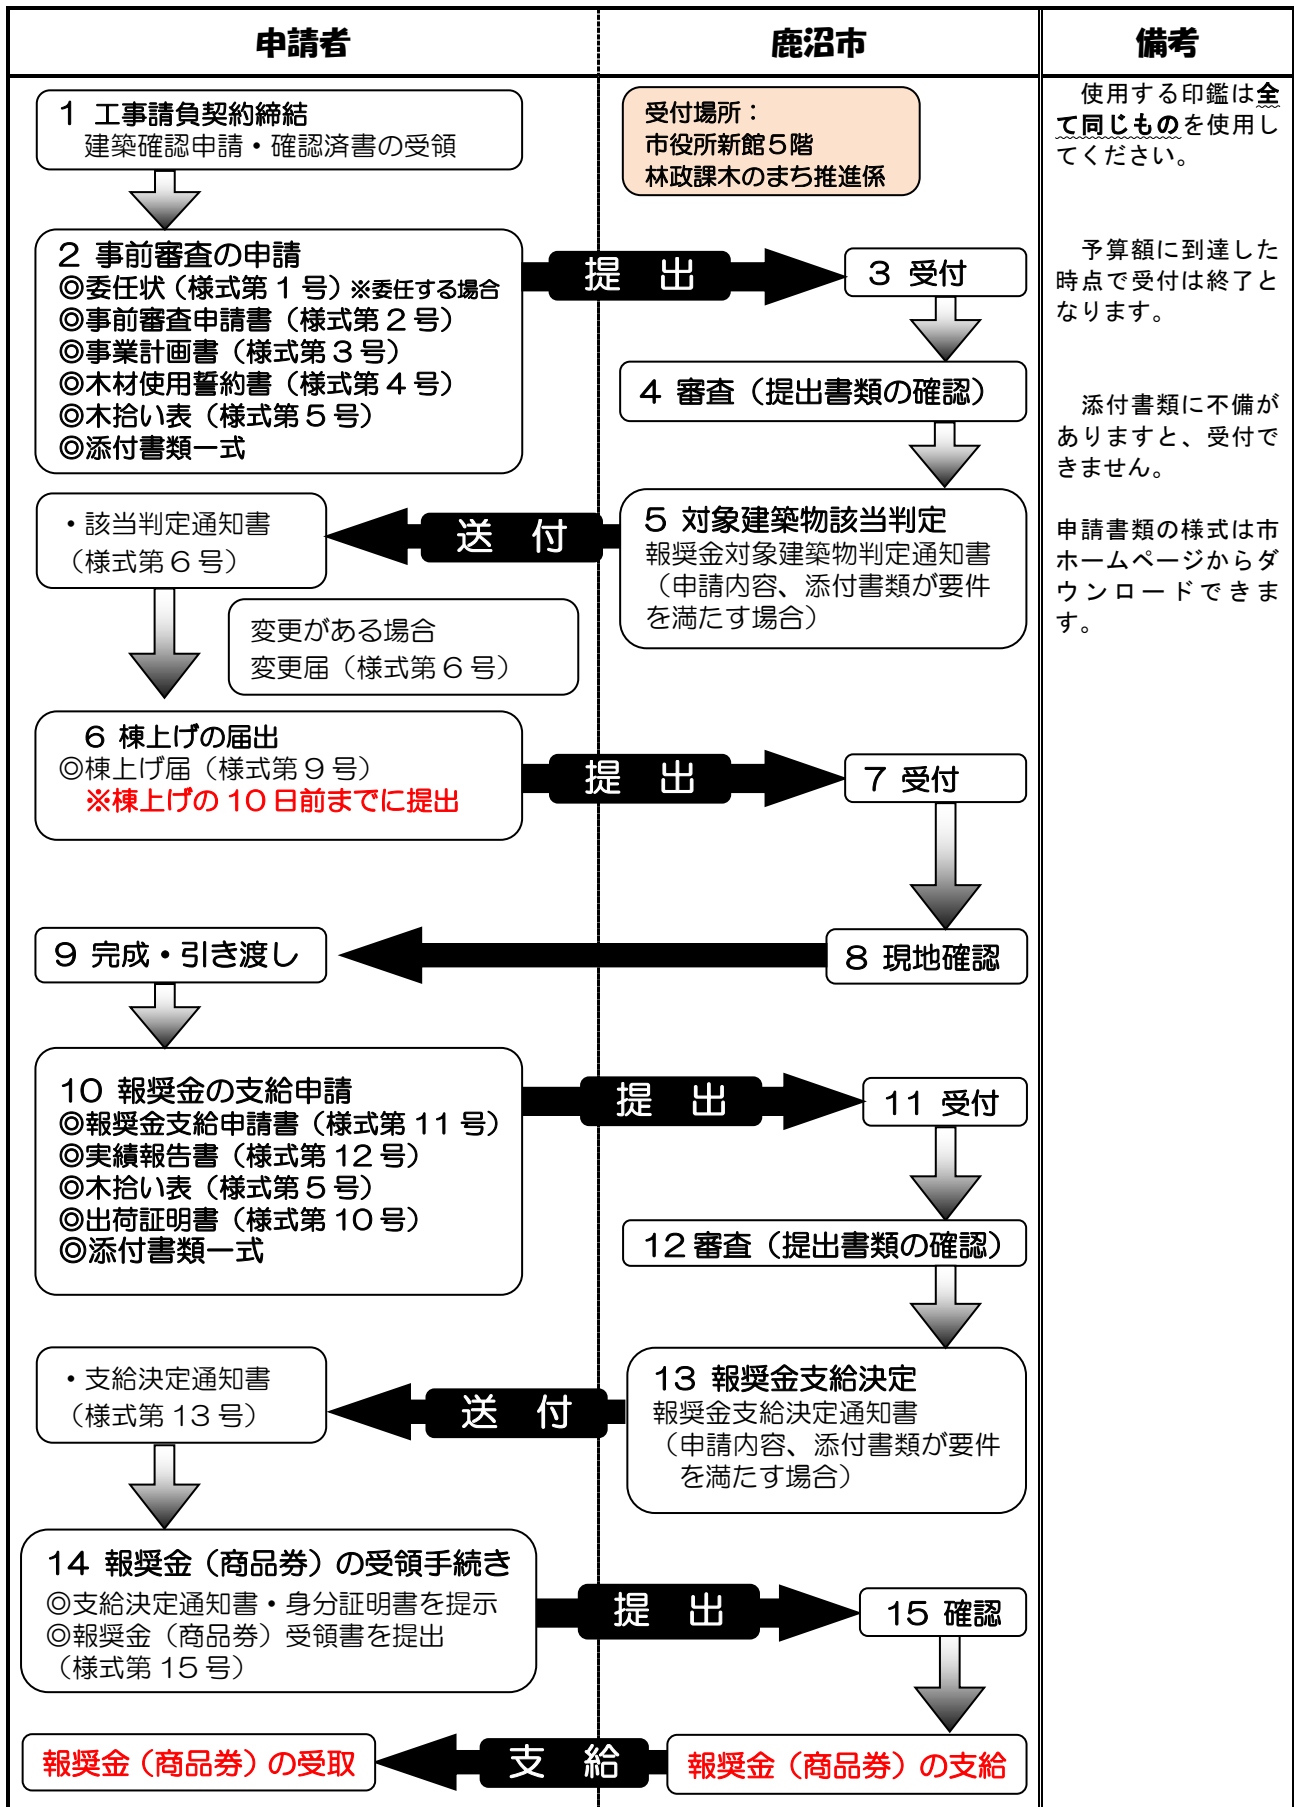 申請者
鹿沼市
備考
1 工事請負契約締結
建築確認申請・確認済書の受領
受付場所：
市役所新館５階
林政課木のまち推進係
使用する印鑑は全
て同じものを使用し
てください。
2 事前審査の申請
◎委任状（様式第１号）※委任する場合
◎事前審査申請書（様式第２号）
◎事業計画書（様式第３号）
◎木材使用誓約書（様式第４号）
◎木拾い表（様式第５号）
◎添付書類一式
提　出
3 受付
予算額に到達した
時点で受付は終了と
なります。
4 審査（提出書類の確認）
添付書類に不備が
ありますと、受付で
きません。
・該当判定通知書
（様式第６号）
送　付
5 対象建築物該当判定
報奨金対象建築物判定通知書
（申請内容、添付書類が要件
を満たす場合）
申請書類の様式は市
ホームページからダ
ウンロードできま
す。
変更がある場合
変更届（様式第６号）
6 棟上げの届出
◎棟上げ届（様式第９号）
※棟上げの 10 日前までに提出
提　出
7 受付
8 現地確認
9 完成・引き渡し
10 報奨金の支給申請
◎報奨金支給申請書（様式第 11 号）
◎実績報告書（様式第 12 号）
◎木拾い表（様式第５号）
◎出荷証明書（様式第 10 号）
◎添付書類一式
提　出
11 受付
12 審査（提出書類の確認）
・支給決定通知書
（様式第 13 号）
送　付
13 報奨金支給決定
報奨金支給決定通知書
（申請内容、添付書類が要件
を満たす場合）
14 報奨金（商品券）の受領手続き
◎支給決定通知書・身分証明書を提示
◎報奨金（商品券）受領書を提出
（様式第 15 号）
提　出
15 確認
報奨金（商品券）の受取
支　給
報奨金（商品券）の支給